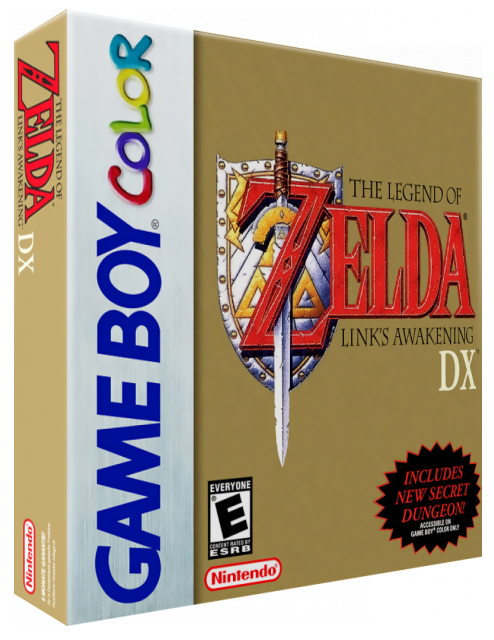 THE LEGEND OF
ZELDA
LINK'S AWAKENING
DX
Nintendo
GAME BOY COLOR
®
THE LEGEND OF
ZELDA®
LINK'S AWAKENING
DX™
INCLUDES
NEW SECRET
DUNGEON!
ACCESSIBLE ON
GAME BOY® COLOR ONLY
EVERYONE
E
CONTENT RATED BY
ESRB
Nintendo®